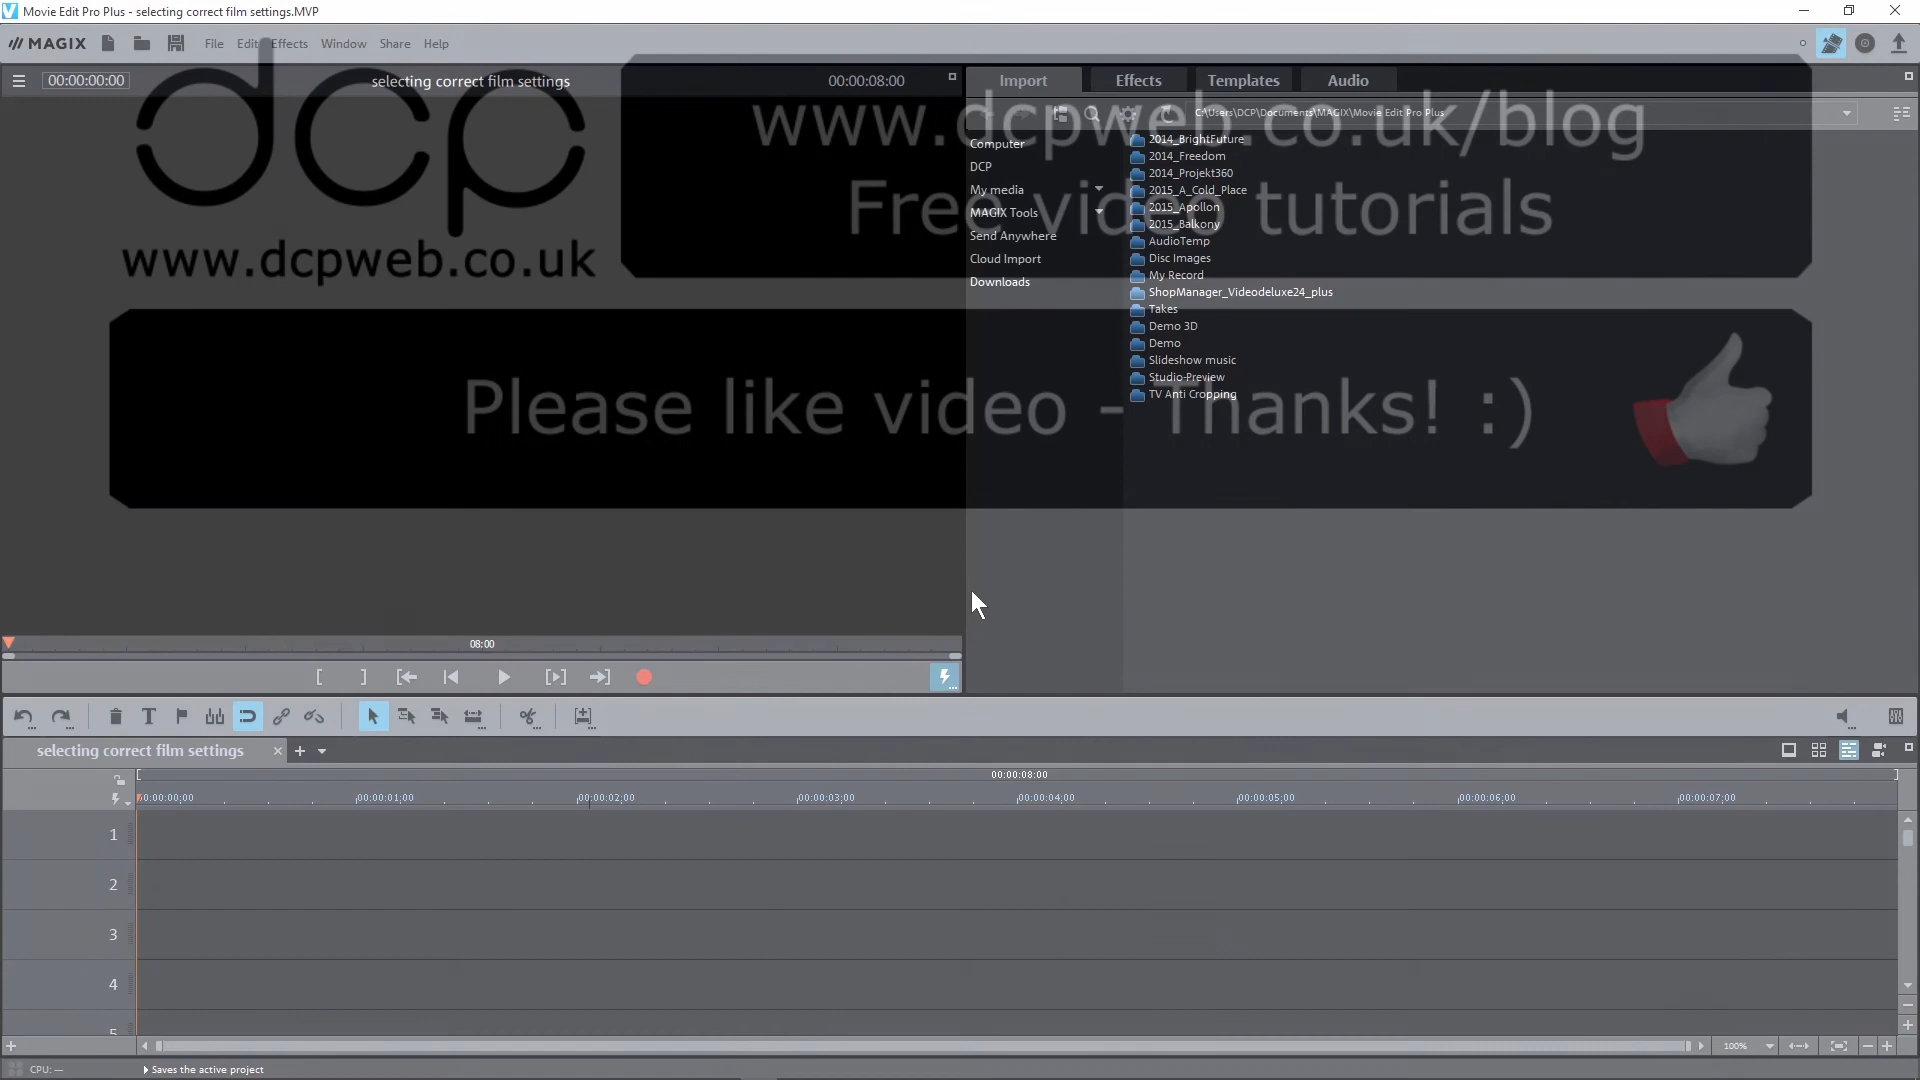 Movie Edit Pro Plus - selecting correct film settings.MVP
MAGIX
File Edit Effects Window Share Help
00:00:00:00
selecting correct film settings
00:00:08:00
Import Effects Templates Audio
C:\Users\DCP\Documents\MAGIX\Movie Edit Pro Plus
dcp
www.dcpweb.co.uk
www.dcpweb.co.uk/blog
Free video tutorials
Computer
DCP
My media
MAGIX Tools
Send Anywhere
Cloud Import
Downloads
2014_BrightFuture
2014_Freedom
2014_Projekt360
2015_A_Cold_Place
2015_Apollon
2015_Balkony
AudioTemp
Disc Images
My Record
ShopManager_Videodeluxe24_plus
Takes
Demo 3D
Demo
Slideshow music
Studio-Preview
TV Anti Cropping
Please like video - Thanks! :)
08:00
selecting correct film settings
00:00:08:00
00:00:00;00 00:00:01;00 00:00:02;00 00:00:03;00 00:00:04;00 00:00:05;00 00:00:06;00 00:00:07;00
1
2
3
4
5
100%
CPU: —
Saves the active project